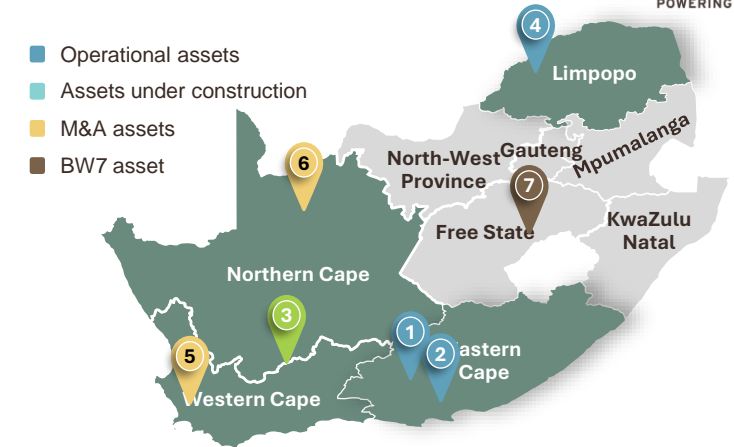 POWERING
Operational assets
Assets under construction
M&A assets
BW7 asset
4
Limpopo
6
North-West
Province
Gauteng
Mpumalanga
7
Free State
KwaZulu
Natal
Northern Cape
3
1
2
astern
Cape
5
Western Cape